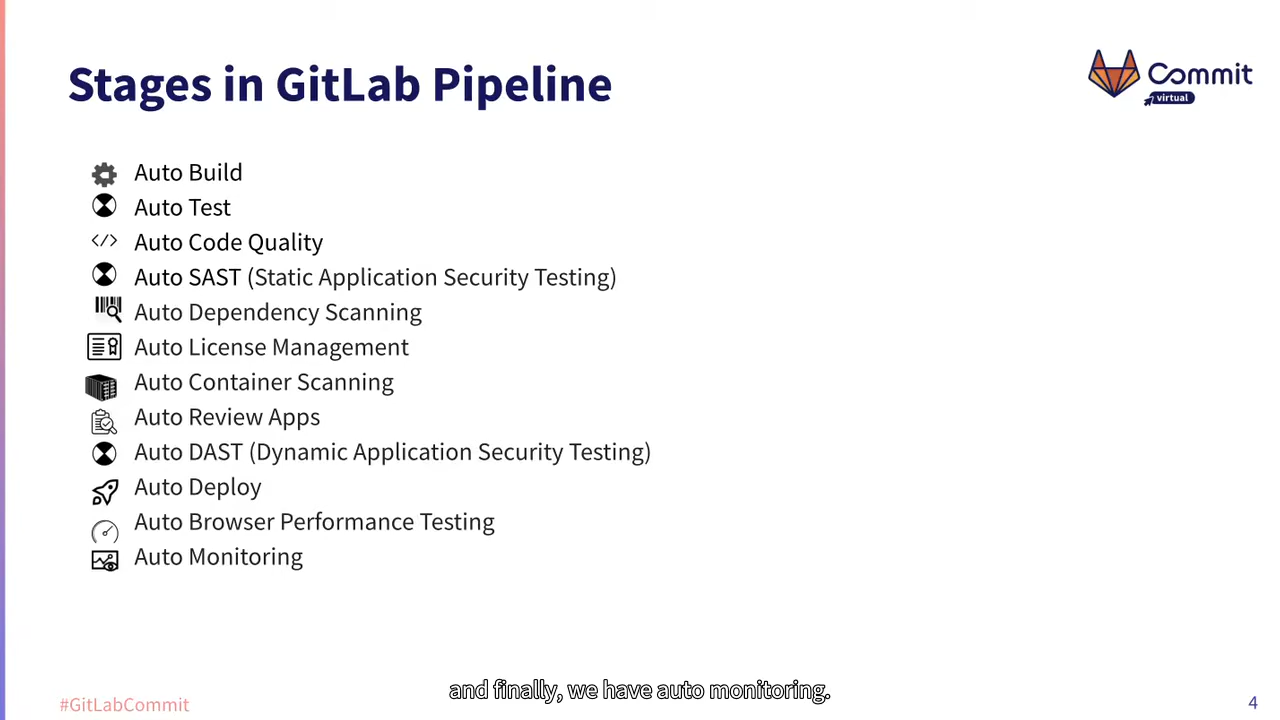 Stages in GitLab Pipeline
Commit
virtual
Auto Build
Auto Test
Auto Code Quality
Auto SAST (Static Application Security Testing)
Auto Dependency Scanning
Auto License Management
Auto Container Scanning
Auto Review Apps
Auto DAST (Dynamic Application Security Testing)
Auto Deploy
Auto Browser Performance Testing
Auto Monitoring
and finally, we have auto monitoring.
#GitLabCommit
4